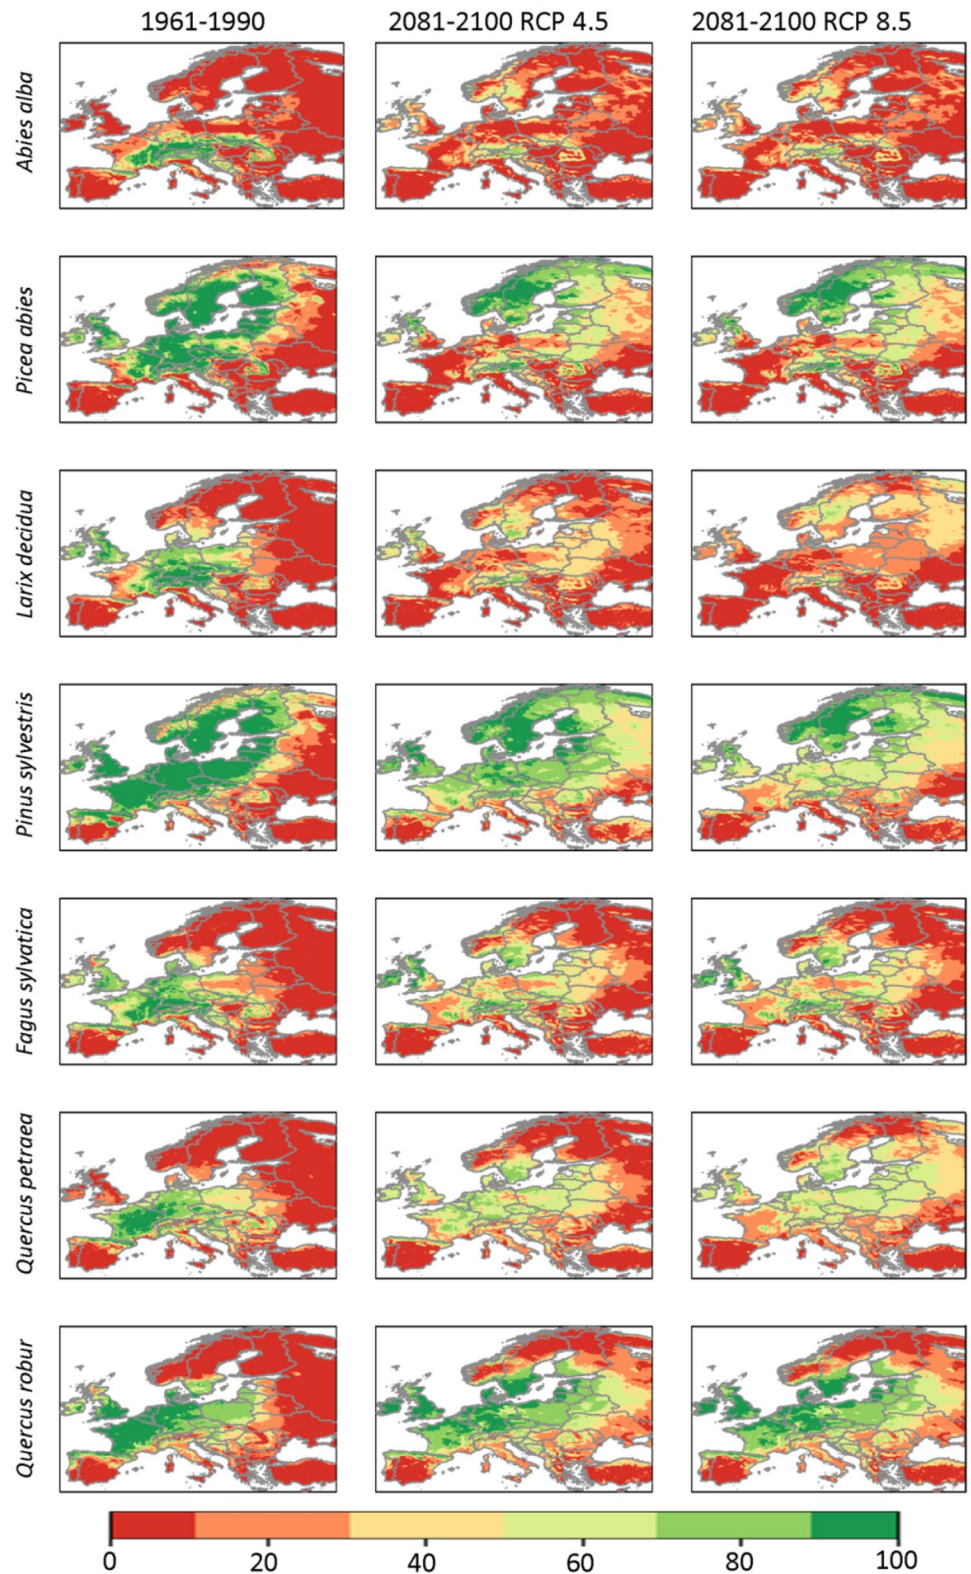 1961-1990 2081-2100 RCP 4.5 2081-2100 RCP 8.5
Abies alba
Picea abies
Larix decidua
Pinus sylvestris
Fagus sylvatica
Quercus petraea
Quercus robur
0 20 40 60 80 100